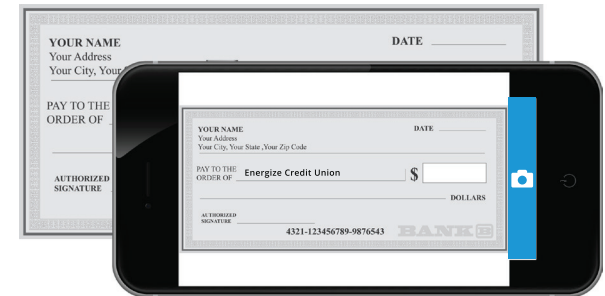 YOUR NAME
DATE
Your Address
Your City, Your
PAY TO THE
ORDER OF
AUTHORIZED
SIGNATURE
YOUR NAME
DATE
Your Address
Your City, Your State ,Your Zip Code
PAY TO THE
ORDER OF Energize Credit Union $
DOLLARS
AUTHORIZED
SIGNATURE
4321-123456789-9876543 BANK B